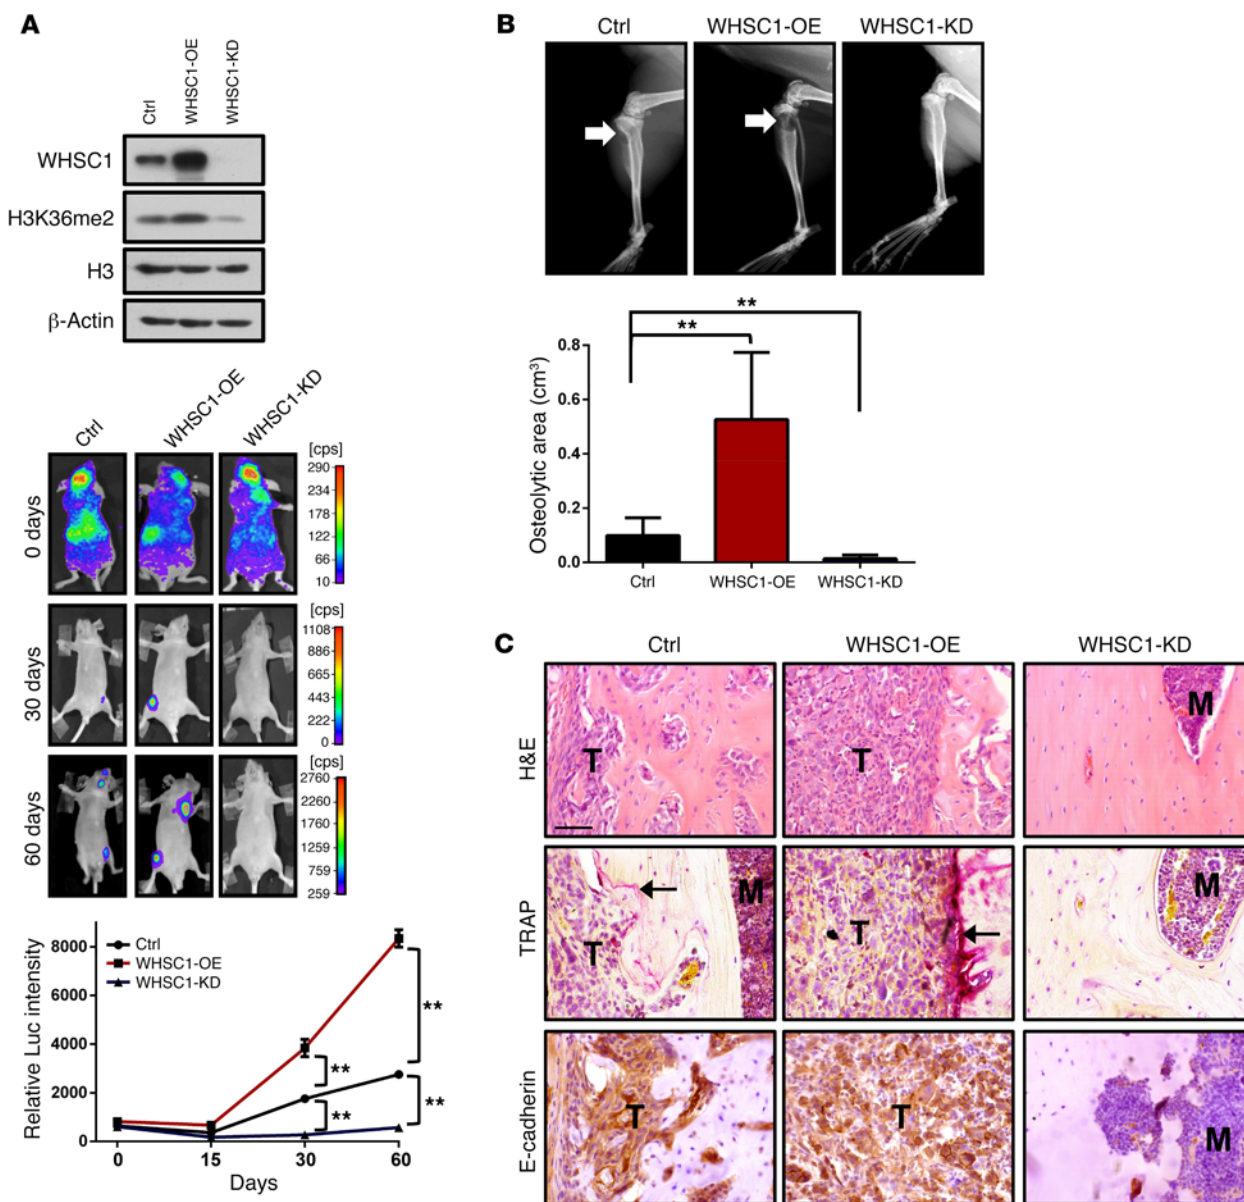 A
Ctrl
WHSC1-OE
WHSC1-KD
WHSC1
H3K36me2
H3
β-Actin
Ctrl
WHSC1-OE
WHSC1-KD
0 days
[cps]
290
234
178
122
66
10
30 days
[cps]
1108
886
665
443
222
0
60 days
[cps]
2760
2260
1760
1259
759
259
Relative Luc intensity
8000
6000
4000
2000
0
Ctrl
WHSC1-OE
WHSC1-KD
**
**
**
**
0
15
30
60
Days
B
Ctrl
WHSC1-OE
WHSC1-KD
**
**
Osteolytic area (cm³)
0.8
0.6
0.4
0.2
0.0
Ctrl
WHSC1-OE
WHSC1-KD
C
Ctrl
WHSC1-OE
WHSC1-KD
H&E
T
T
M
TRAP
T
M
T
M
E-cadherin
T
T
M